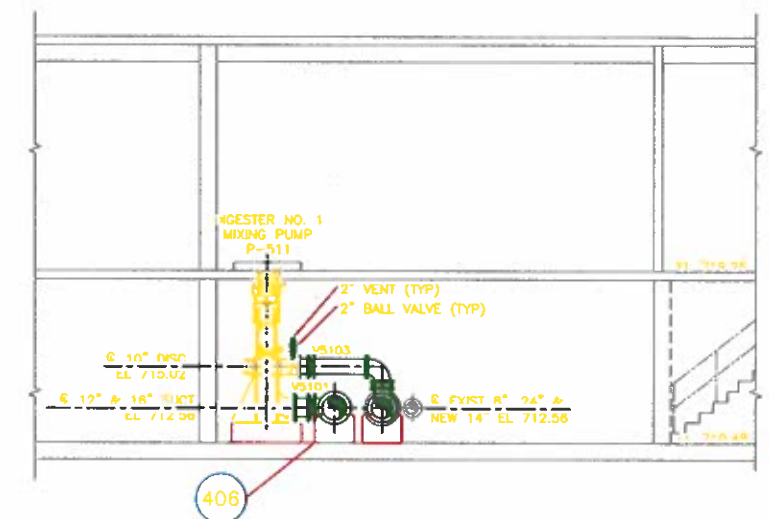 IGESTER NO. 1
MIXING PUMP
P-511
2" VENT (TYP)
2" BALL VALVE (TYP)
V5103
℄ 10" DISC
EL 715.02
V5101
℄ 12" & 16" SUCT
EL 712.56
℄ EXIST 8" 24" &
NEW 14" EL 712.56
406